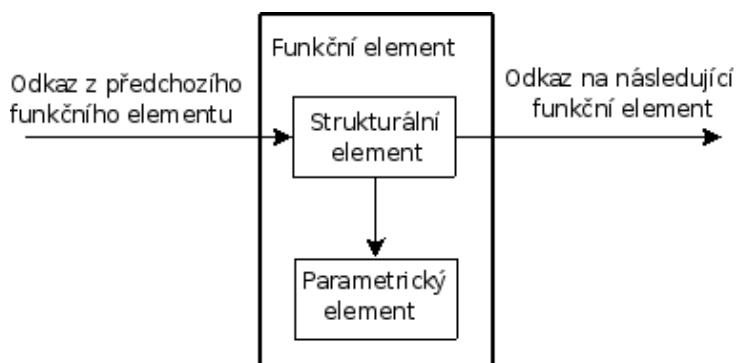 Funkční element
Odkaz z předchozího
funkčního elementu
Odkaz na následující
funkční element
Strukturální
element
Parametrický
element